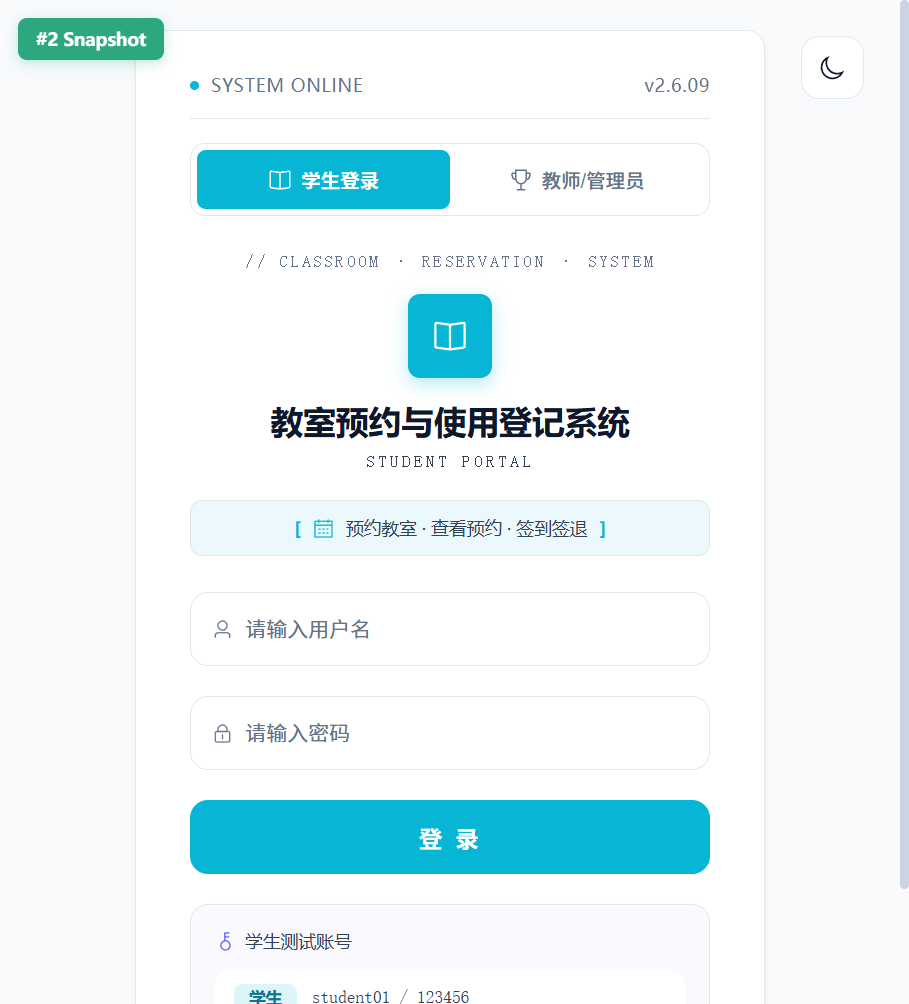 #2 Snapshot
SYSTEM ONLINE
v2.6.09
学生登录
教师/管理员
// CLASSROOM · RESERVATION · SYSTEM
教室预约与使用登记系统
STUDENT PORTAL
[ 预约教室 · 查看预约 · 签到签退 ]
请输入用户名
请输入密码
登 录
学生测试账号
学生 student01 / 123456